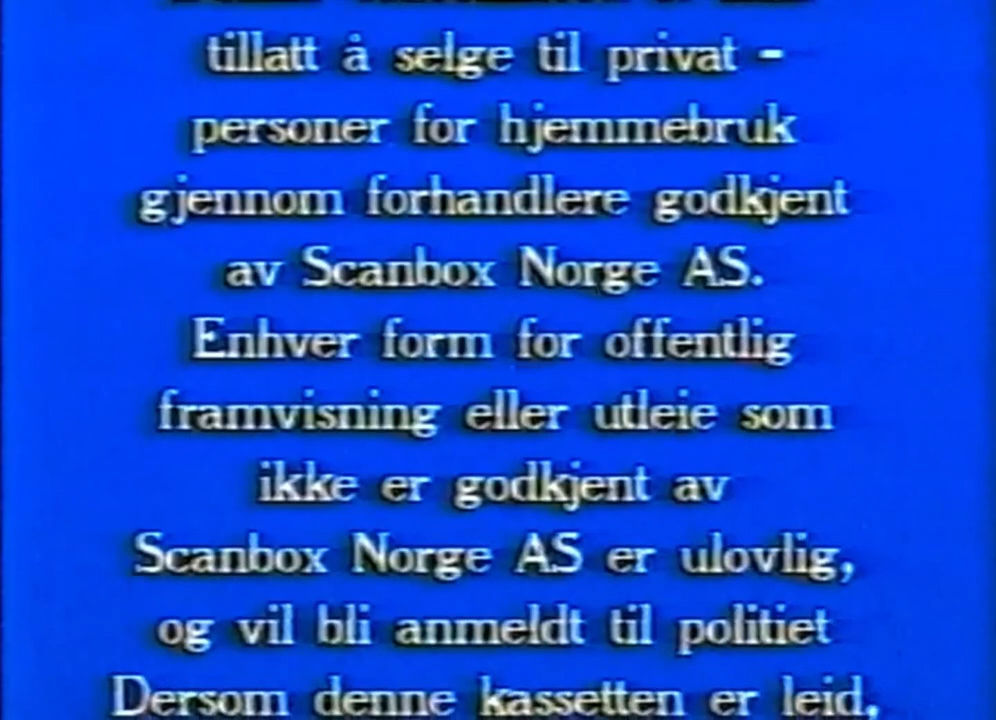 tillatt å selge til privat -
personer for hjemmebruk
gjennom forhandlere godkjent
av Scanbox Norge AS.
Enhver form for offentlig
framvisning eller utleie som
ikke er godkjent av
Scanbox Norge AS er ulovlig,
og vil bli anmeldt til politiet
Dersom denne kassetten er leid,